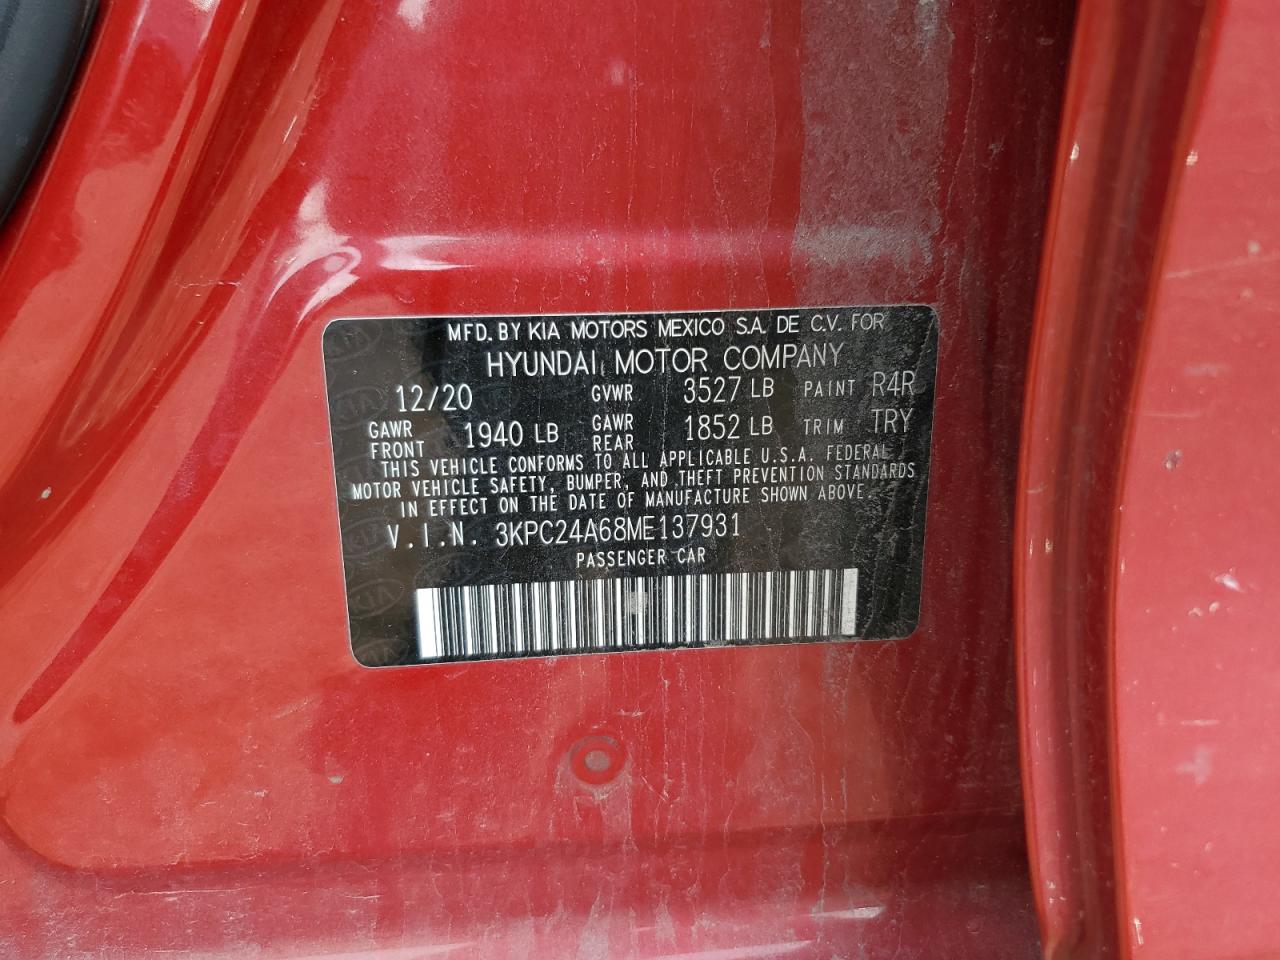 MFD. BY KIA MOTORS MEXICO S.A. DE C.V. FOR
HYUNDAI MOTOR COMPANY
12/20 GVWR 3527 LB PAINT R4R
GAWR FRONT 1940 LB GAWR REAR 1852 LB TRIM TRY
THIS VEHICLE CONFORMS TO ALL APPLICABLE U.S.A. FEDERAL
MOTOR VEHICLE SAFETY, BUMPER, AND THEFT PREVENTION STANDARDS
IN EFFECT ON THE DATE OF MANUFACTURE SHOWN ABOVE.
V.I.N. 3KPC24A68ME137931
PASSENGER CAR